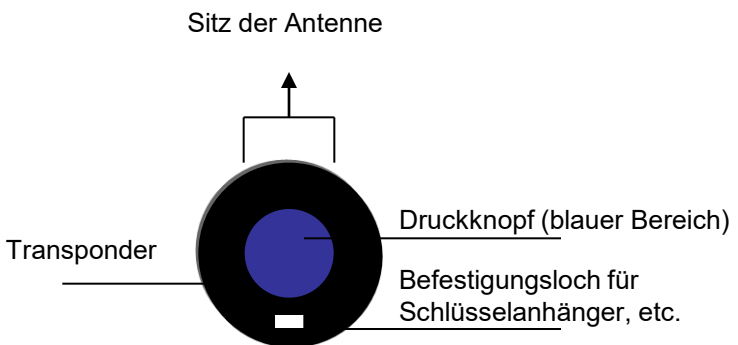 Sitz der Antenne
Druckknopf (blauer Bereich)
Transponder
Befestigungsloch für
Schlüsselanhänger, etc.